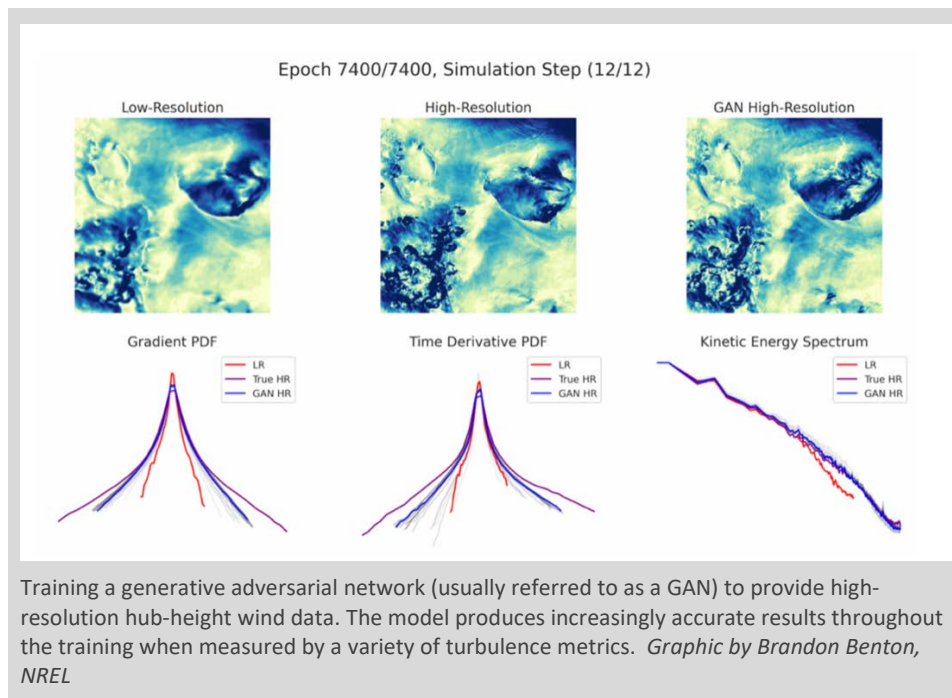 Epoch 7400/7400, Simulation Step (12/12)
Low-Resolution
High-Resolution
GAN High-Resolution
Gradient PDF
LR
True HR
GAN HR
Time Derivative PDF
LR
True HR
GAN HR
Kinetic Energy Spectrum
LR
True HR
GAN HR
Training a generative adversarial network (usually referred to as a GAN) to provide high-
resolution hub-height wind data. The model produces increasingly accurate results throughout
the training when measured by a variety of turbulence metrics. Graphic by Brandon Benton,
NREL